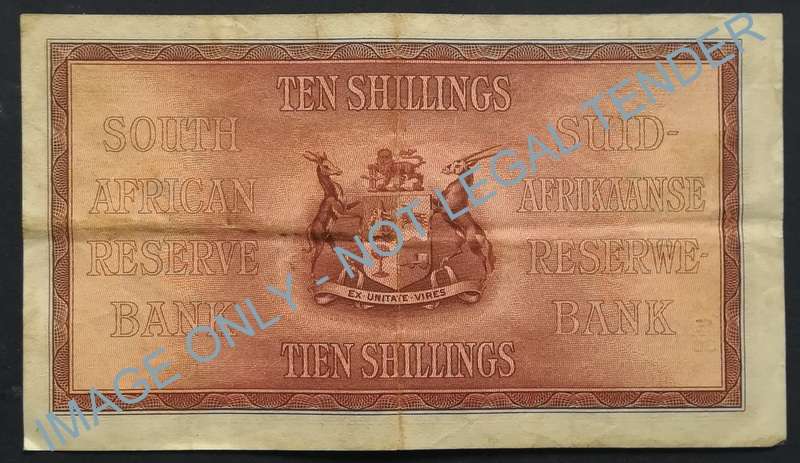 TEN SHILLINGS
SOUTH
AFRICAN
RESERVE
BANK
SUID-
AFRIKAANSE
RESERWE-
BANK
EX·UNITATE·VIRES
TIEN SHILLINGS
IMAGE ONLY - NOT LEGAL TENDER